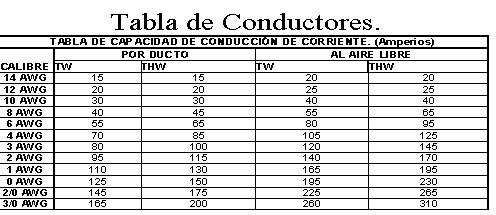 Tabla de Conductores.
TABLA DE CAPACIDAD DE CONDUCCIÓN DE CORRIENTE. (Amperios)
POR DUCTO AL AIRE LIBRE
CALIBRE TW THW TW THW
14 AWG 15 15 20 20
12 AWG 20 20 25 25
10 AWG 30 30 40 40
8 AWG 40 45 55 65
6 AWG 55 65 80 95
4 AWG 70 85 105 125
3 AWG 80 100 120 145
2 AWG 95 115 140 170
1 AWG 110 130 165 195
0 AWG 125 150 195 230
2/0 AWG 145 175 225 265
3/0 AWG 165 200 260 310